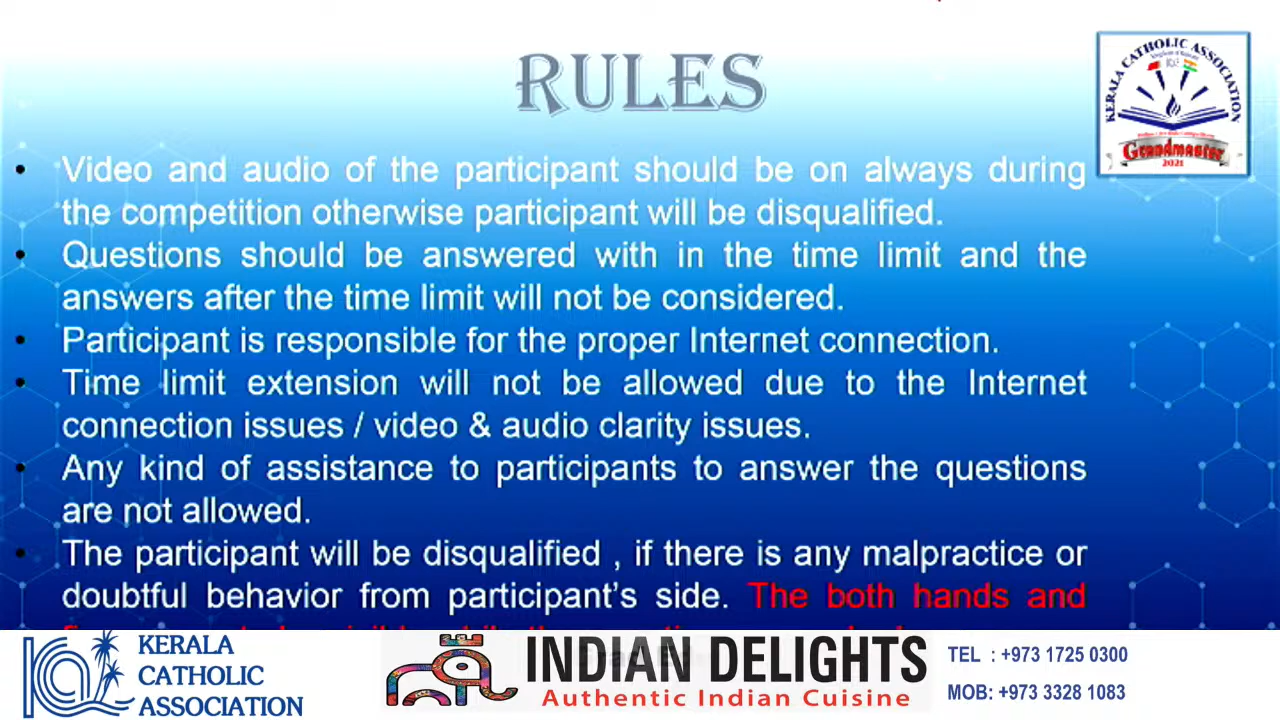 RULES
KERALA CATHOLIC ASSOCIATION
Grandmaster
2021
• Video and audio of the participant should be on always during
the competition otherwise participant will be disqualified.
• Questions should be answered with in the time limit and the
answers after the time limit will not be considered.
• Participant is responsible for the proper Internet connection.
• Time limit extension will not be allowed due to the Internet
connection issues / video & audio clarity issues.
• Any kind of assistance to participants to answer the questions
are not allowed.
• The participant will be disqualified , if there is any malpractice or
doubtful behavior from participant's side. The both hands and
KERALA
CATHOLIC
ASSOCIATION
INDIAN DELIGHTS
Authentic Indian Cuisine
TEL : +973 1725 0300
MOB: +973 3328 1083